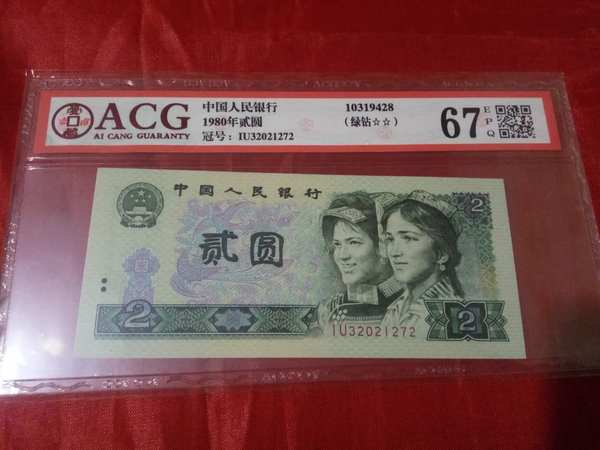 ACG
AI CANG GUARANTY
中国人民银行
1980年贰圆
冠号：IU32021272
10319428
（绿钻☆☆）
67
EPQ
中国人民银行
贰圆
2
2
2
IU32021272